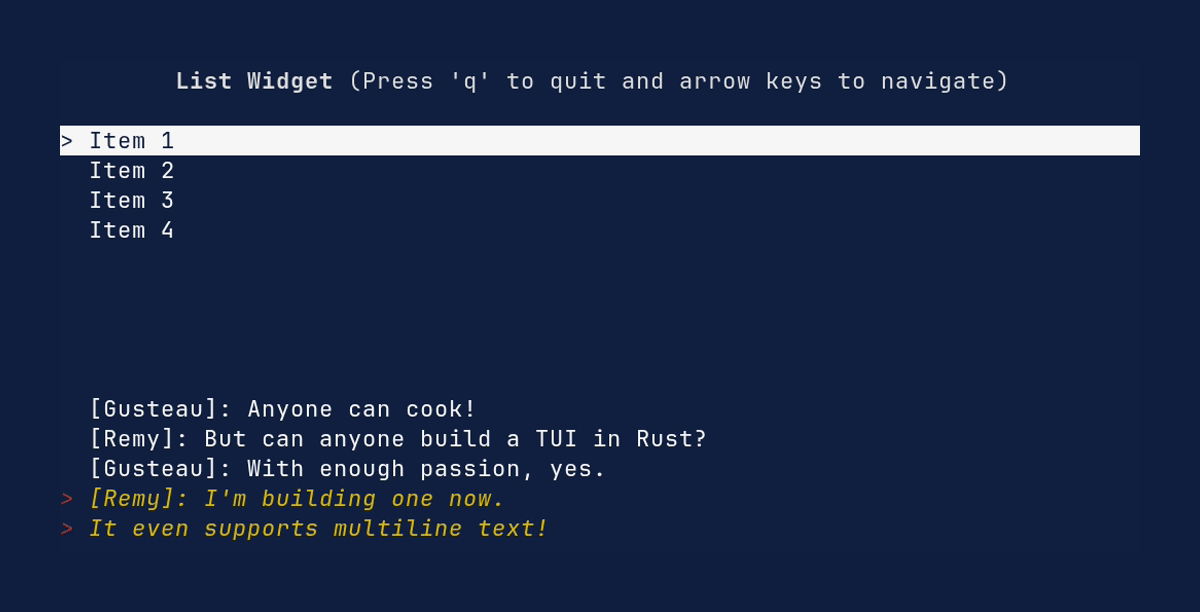 List Widget (Press 'q' to quit and arrow keys to navigate)
> Item 1
Item 2
Item 3
Item 4
[Gusteau]: Anyone can cook!
[Remy]: But can anyone build a TUI in Rust?
[Gusteau]: With enough passion, yes.
> [Remy]: I'm building one now.
> It even supports multiline text!